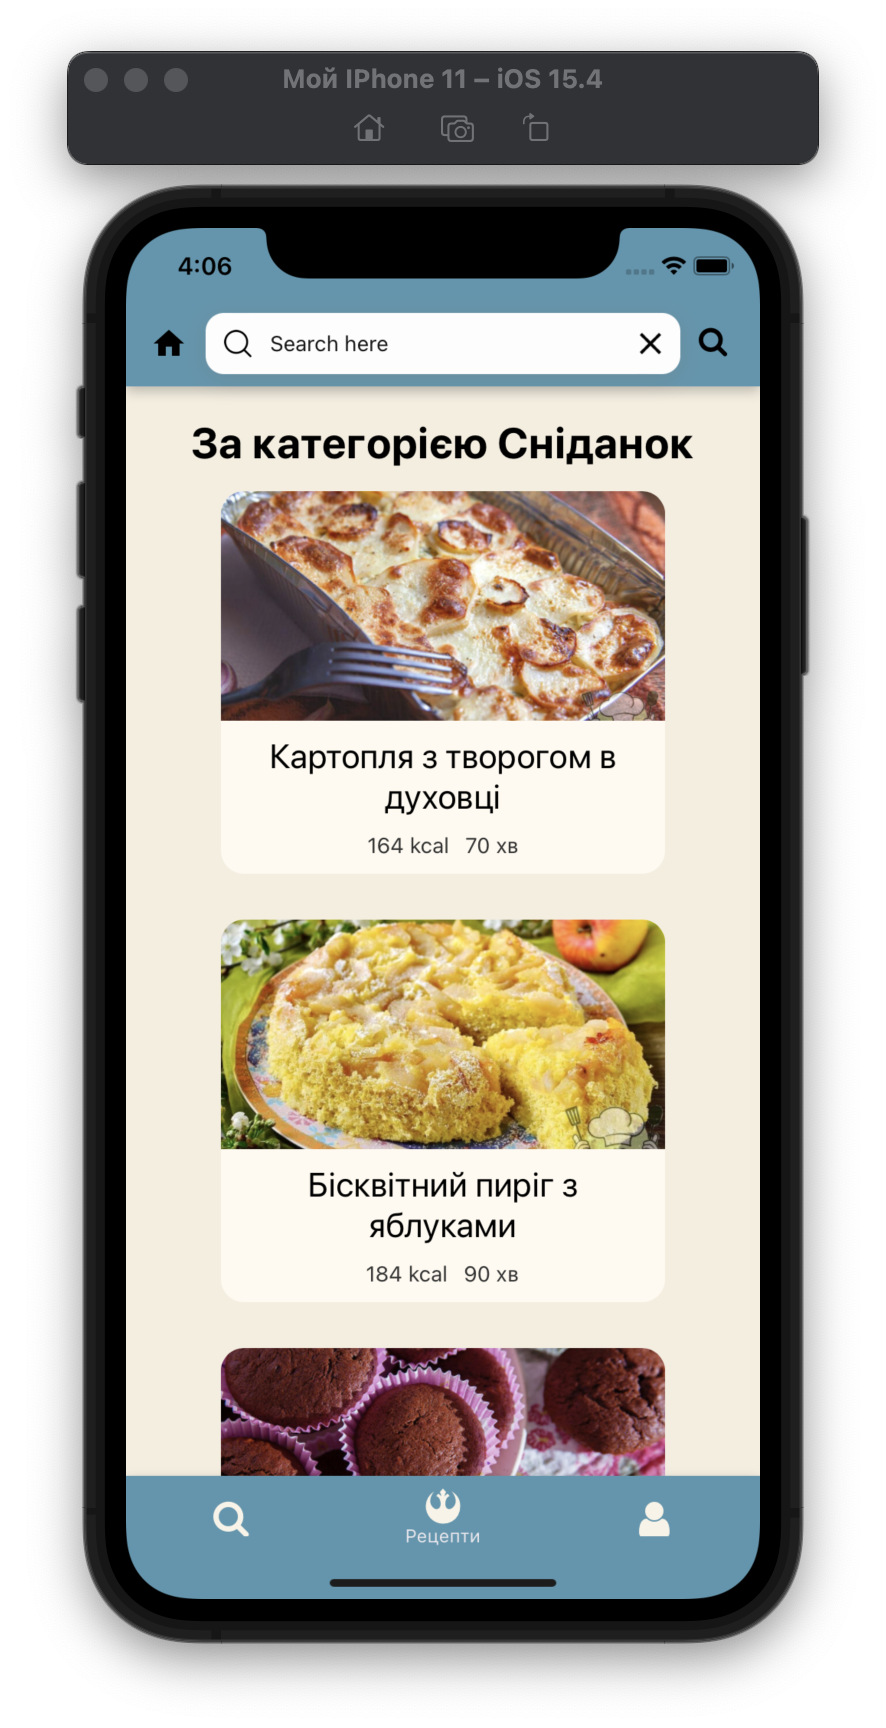 Мой IPhone 11 – iOS 15.4
4:06
Search here
За категорією Сніданок
Картопля з творогом в
духовці
164 kcal 70 хв
Бісквітний пиріг з
яблуками
184 kcal 90 хв
Рецепти